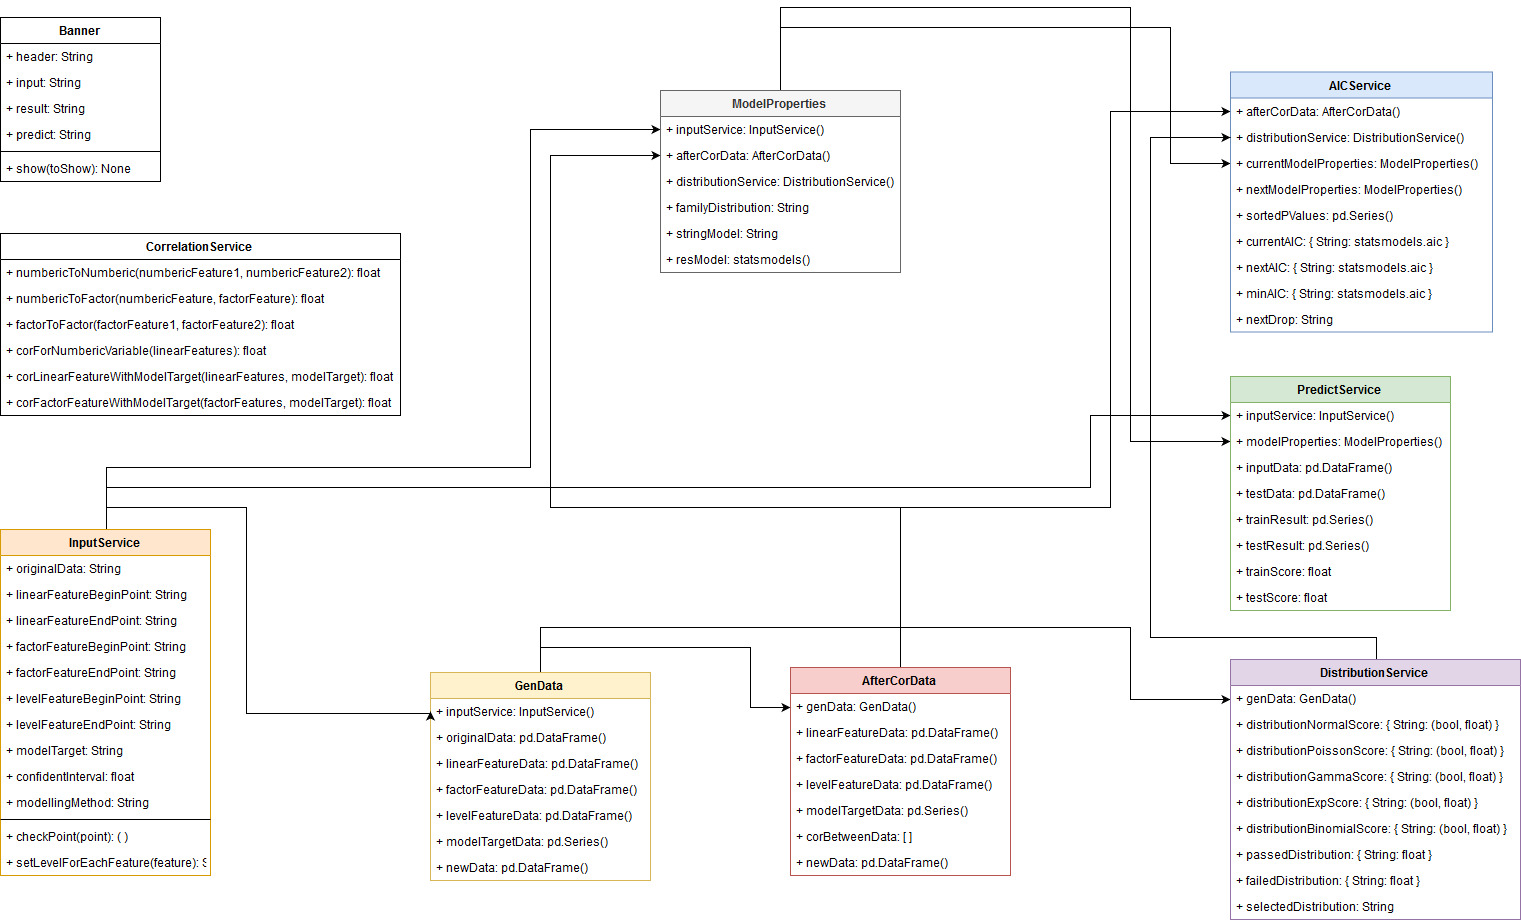 Banner
+ header: String
+ input: String
+ result: String
+ predict: String
+ show(toShow): None
CorrelationService
+ numbericToNumberic(numbericFeature1, numbericFeature2): float
+ numbericToFactor(numbericFeature, factorFeature): float
+ factorToFactor(factorFeature1, factorFeature2): float
+ corForNumbericVariable(linearFeatures): float
+ corLinearFeatureWithModelTarget(linearFeatures, modelTarget): float
+ corFactorFeatureWithModelTarget(factorFeatures, modelTarget): float
ModelProperties
+ inputService: InputService()
+ afterCorData: AfterCorData()
+ distributionService: DistributionService()
+ familyDistribution: String
+ stringModel: String
+ resModel: statsmodels()
AICService
+ afterCorData: AfterCorData()
+ distributionService: DistributionService()
+ currentModelProperties: ModelProperties()
+ nextModelProperties: ModelProperties()
+ sortedPValues: pd.Series()
+ currentAIC: { String: statsmodels.aic }
+ nextAIC: { String: statsmodels.aic }
+ minAIC: { String: statsmodels.aic }
+ nextDrop: String
PredictService
+ inputService: InputService()
+ modelProperties: ModelProperties()
+ inputData: pd.DataFrame()
+ testData: pd.DataFrame()
+ trainResult: pd.Series()
+ testResult: pd.Series()
+ trainScore: float
+ testScore: float
InputService
+ originalData: String
+ linearFeatureBeginPoint: String
+ linearFeatureEndPoint: String
+ factorFeatureBeginPoint: String
+ factorFeatureEndPoint: String
+ levelFeatureBeginPoint: String
+ levelFeatureEndPoint: String
+ modelTarget: String
+ confidentInterval: float
+ modellingMethod: String
+ checkPoint(point): ( )
+ setLevelForEachFeature(feature):
GenData
+ inputService: InputService()
+ originalData: pd.DataFrame()
+ linearFeatureData: pd.DataFrame()
+ factorFeatureData: pd.DataFrame()
+ levelFeatureData: pd.DataFrame()
+ modelTargetData: pd.Series()
+ newData: pd.DataFrame()
AfterCorData
+ genData: GenData()
+ linearFeatureData: pd.DataFrame()
+ factorFeatureData: pd.DataFrame()
+ levelFeatureData: pd.DataFrame()
+ modelTargetData: pd.Series()
+ corBetweenData: [ ]
+ newData: pd.DataFrame()
DistributionService
+ genData: GenData()
+ distributionNormalScore: { String: (bool, float) }
+ distributionPoissonScore: { String: (bool, float) }
+ distributionGammaScore: { String: (bool, float) }
+ distributionExpScore: { String: (bool, float) }
+ distributionBinomialScore: { String: (bool, float) }
+ passedDistribution: { String: float }
+ failedDistribution: { String: float }
+ selectedDistribution: String